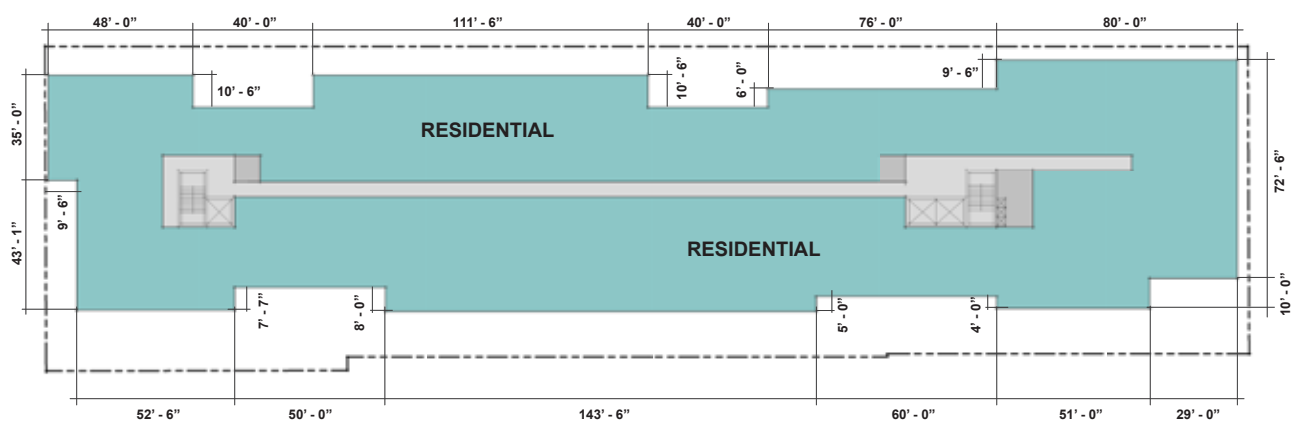 48’ - 0”
40’ - 0”
111’ - 6”
40’ - 0”
76’ - 0”
80’ - 0”
10’ - 6”
10’ - 6”
6’ - 0”
9’ - 6”
35’ - 0”
RESIDENTIAL
72’ - 6”
9’ - 6”
43’ - 1”
RESIDENTIAL
7’ - 7”
8’ - 0”
5’ - 0”
4’ - 0”
10’ - 0”
52’ - 6”
50’ - 0”
143’ - 6”
60’ - 0”
51’ - 0”
29’ - 0”